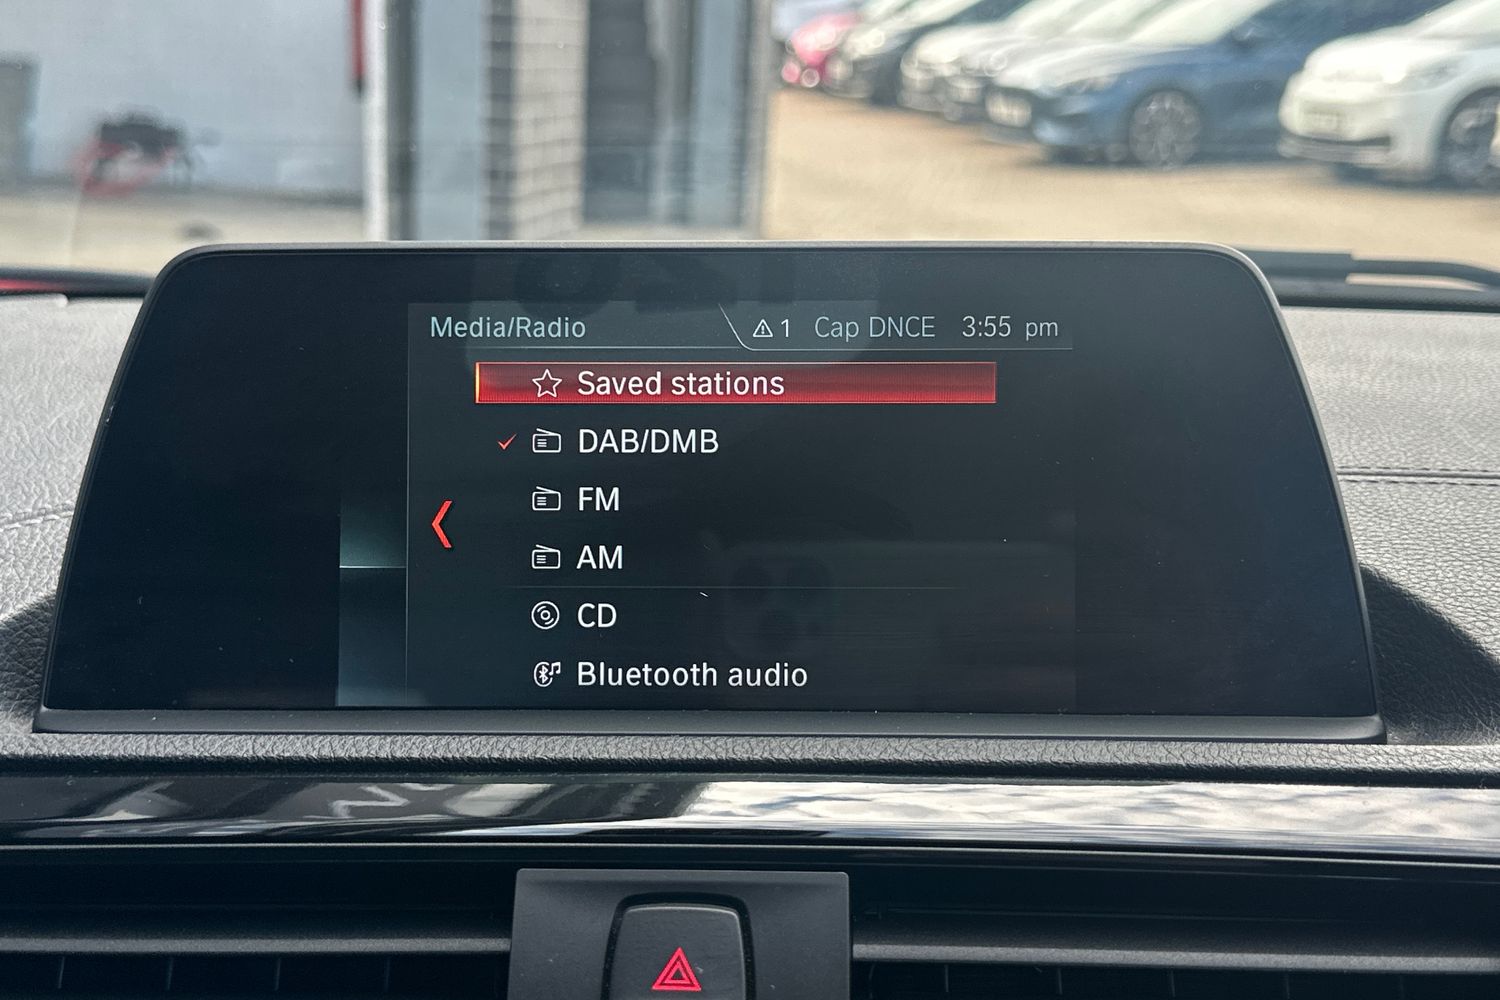 Media/Radio 1 Cap DNCE 3:55 pm
Saved stations
DAB/DMB
FM
AM
CD
Bluetooth audio